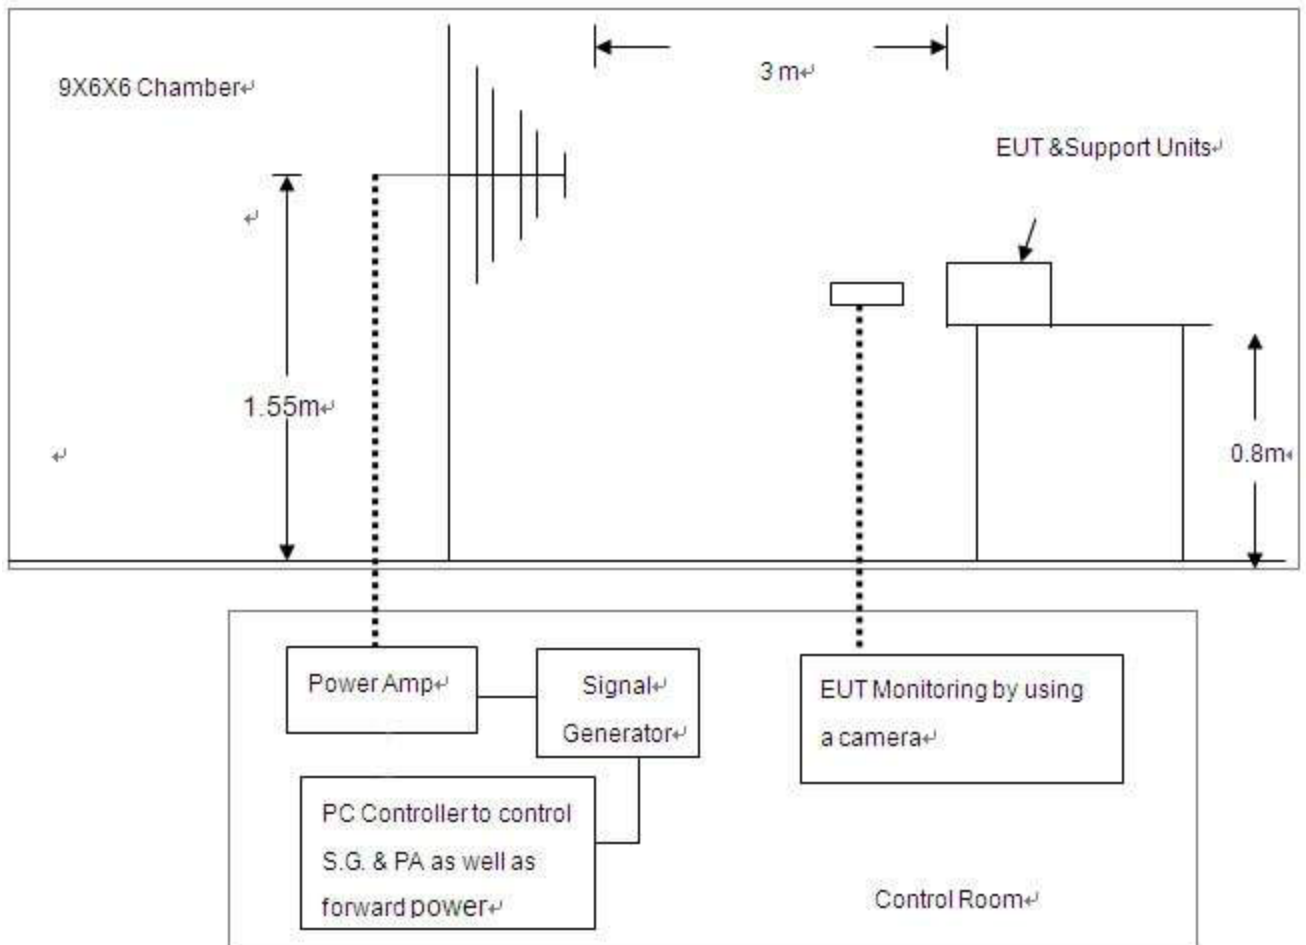 9X6X6 Chamber↵
3 m↵
EUT &Support Units↵
↵
1.55m↵
↵
0.8m↵
Power Amp↵
Signal↵
Generator↵
EUT Monitoring by using
a camera↵
PC Controller to control
S.G. & PA as well as
forward power↵
Control Room↵